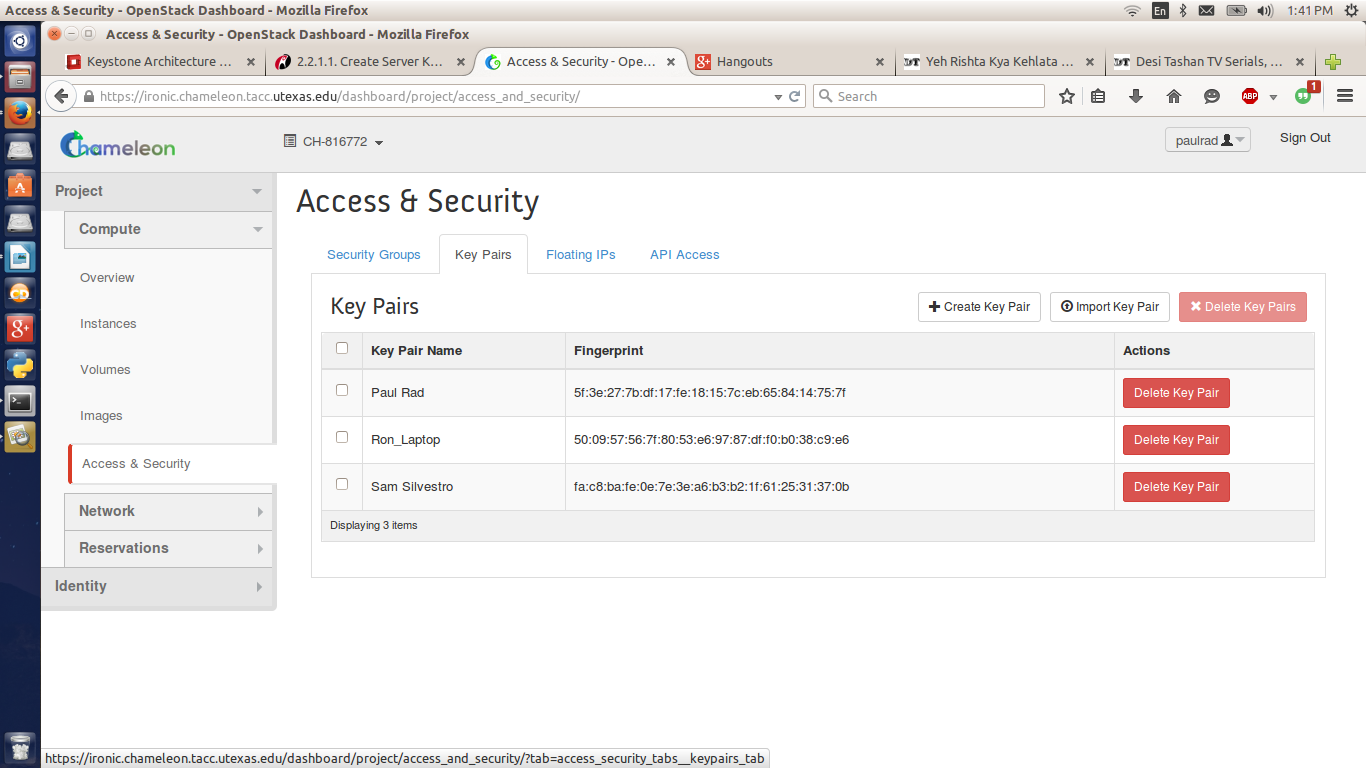 Access & Security - OpenStack Dashboard - Mozilla Firefox
En
1:41 PM
Access & Security - OpenStack Dashboard - Mozilla Firefox
Keystone Architecture ...
2.2.1.1. Create Server K...
Access & Security - Ope...
Hangouts
Yeh Rishta Kya Kehlata ...
Desi Tashan TV Serials, ...
https://ironic.chameleon.tacc.utexas.edu/dashboard/project/access_and_security/
Search
ABP
1
Chameleon
CH-816772
paulrad
Sign Out
Project
Compute
Overview
Instances
Volumes
Images
Access & Security
Network
Reservations
Identity
Access & Security
Security Groups
Key Pairs
Floating IPs
API Access
Key Pairs
Create Key Pair
Import Key Pair
Delete Key Pairs
Key Pair Name
Fingerprint
Actions
Paul Rad
5f:3e:27:7b:df:17:fe:18:15:7c:eb:65:84:14:75:7f
Delete Key Pair
Ron_Laptop
50:09:57:56:7f:80:53:e6:97:87:df:f0:b0:38:c9:e6
Delete Key Pair
Sam Silvestro
fa:c8:ba:fe:0e:7e:3e:a6:b3:b2:1f:61:25:31:37:0b
Delete Key Pair
Displaying 3 items
https://ironic.chameleon.tacc.utexas.edu/dashboard/project/access_and_security/?tab=access_security_tabs__keypairs_tab